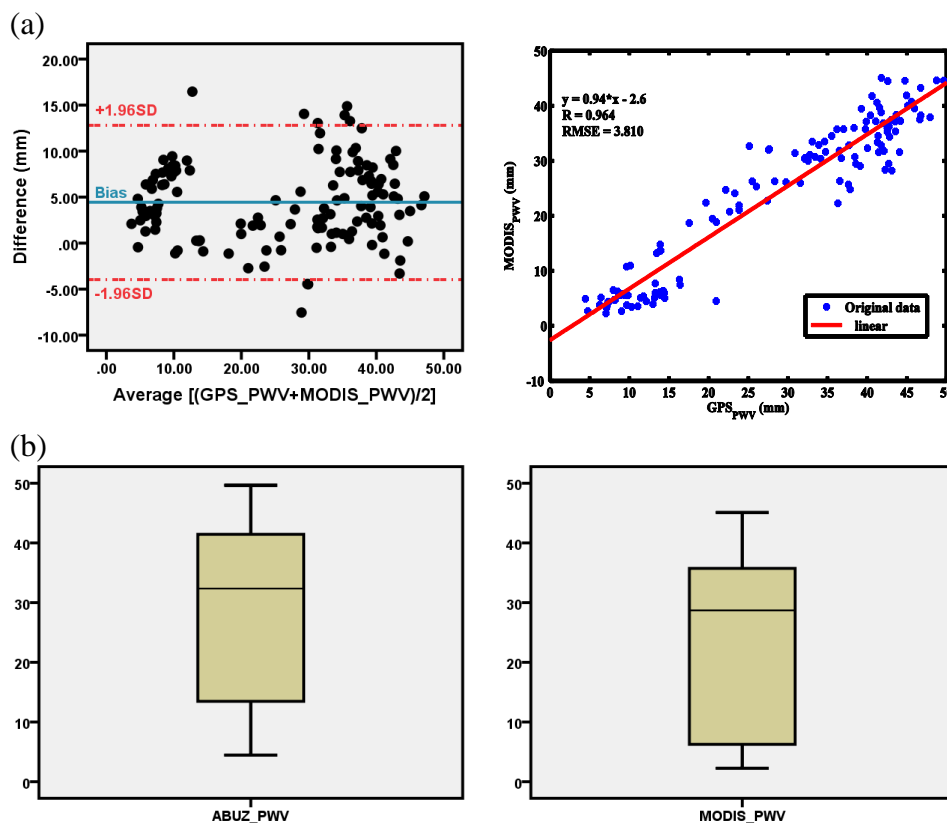 (a)
20.00
15.00
10.00
5.00
.00
-5.00
-10.00
Difference (mm)
+1.96SD
Bias
-1.96SD
.00 10.00 20.00 30.00 40.00 50.00
Average [(GPS_PWV+MODIS_PWV)/2]
50
40
30
20
10
0
-10
MODIS_PWV (mm)
y = 0.94*x - 2.6
R = 0.964
RMSE = 3.810
Original data
linear
0 5 10 15 20 25 30 35 40 45 50
GPS_PWV (mm)
(b)
50
40
30
20
10
0
ABUZ_PWV
50
40
30
20
10
0
MODIS_PWV